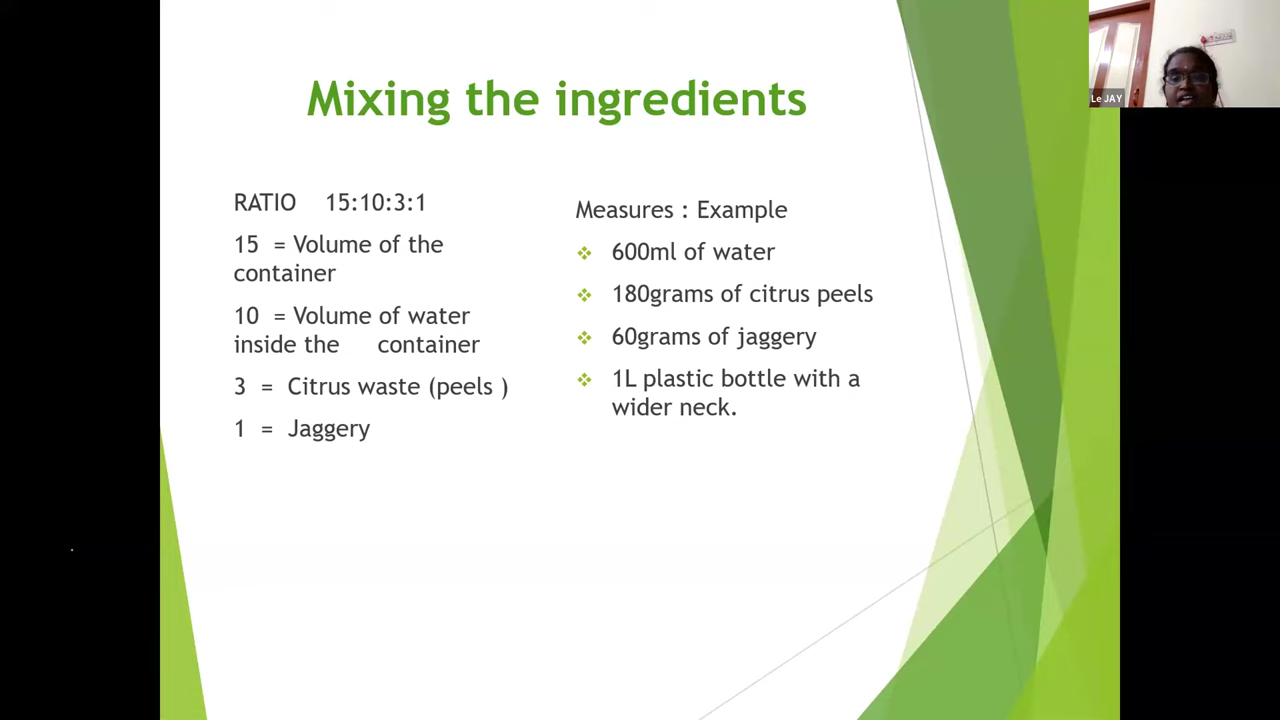 Mixing the ingredients
RATIO 15:10:3:1
15 = Volume of the
container
10 = Volume of water
inside the container
3 = Citrus waste (peels )
1 = Jaggery
Measures : Example
600ml of water
180grams of citrus peels
60grams of jaggery
1L plastic bottle with a
wider neck.
Le JAY